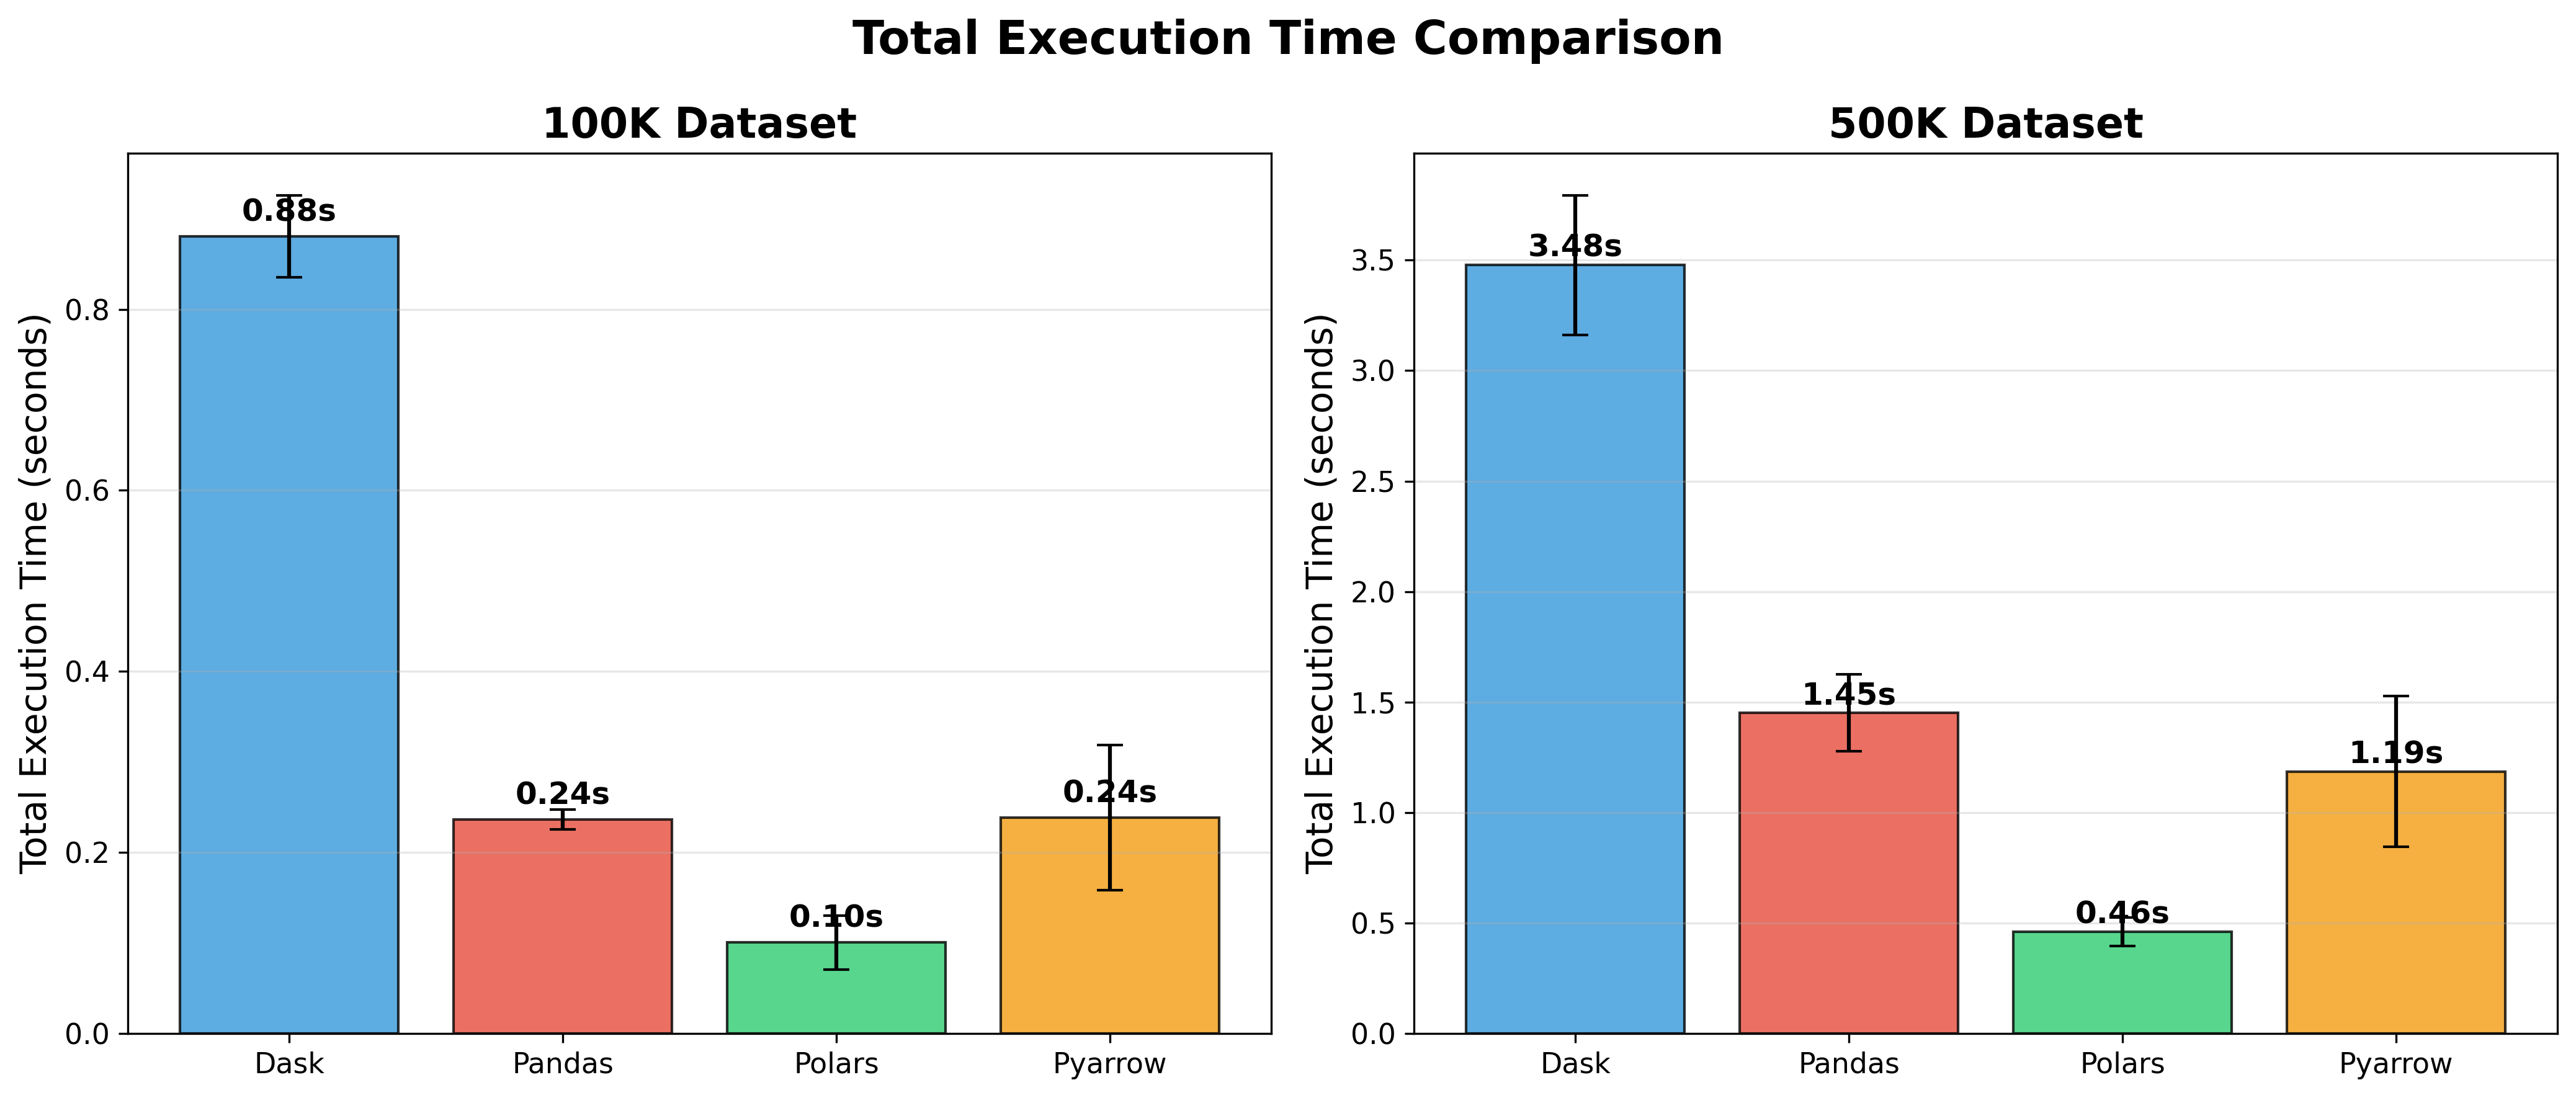 Total Execution Time Comparison
100K Dataset
Total Execution Time (seconds)
0.8
0.6
0.4
0.2
0.0
0.88s
0.24s
0.10s
0.24s
Dask Pandas Polars Pyarrow
500K Dataset
Total Execution Time (seconds)
3.5
3.0
2.5
2.0
1.5
1.0
0.5
0.0
3.48s
1.45s
0.46s
1.19s
Dask Pandas Polars Pyarrow